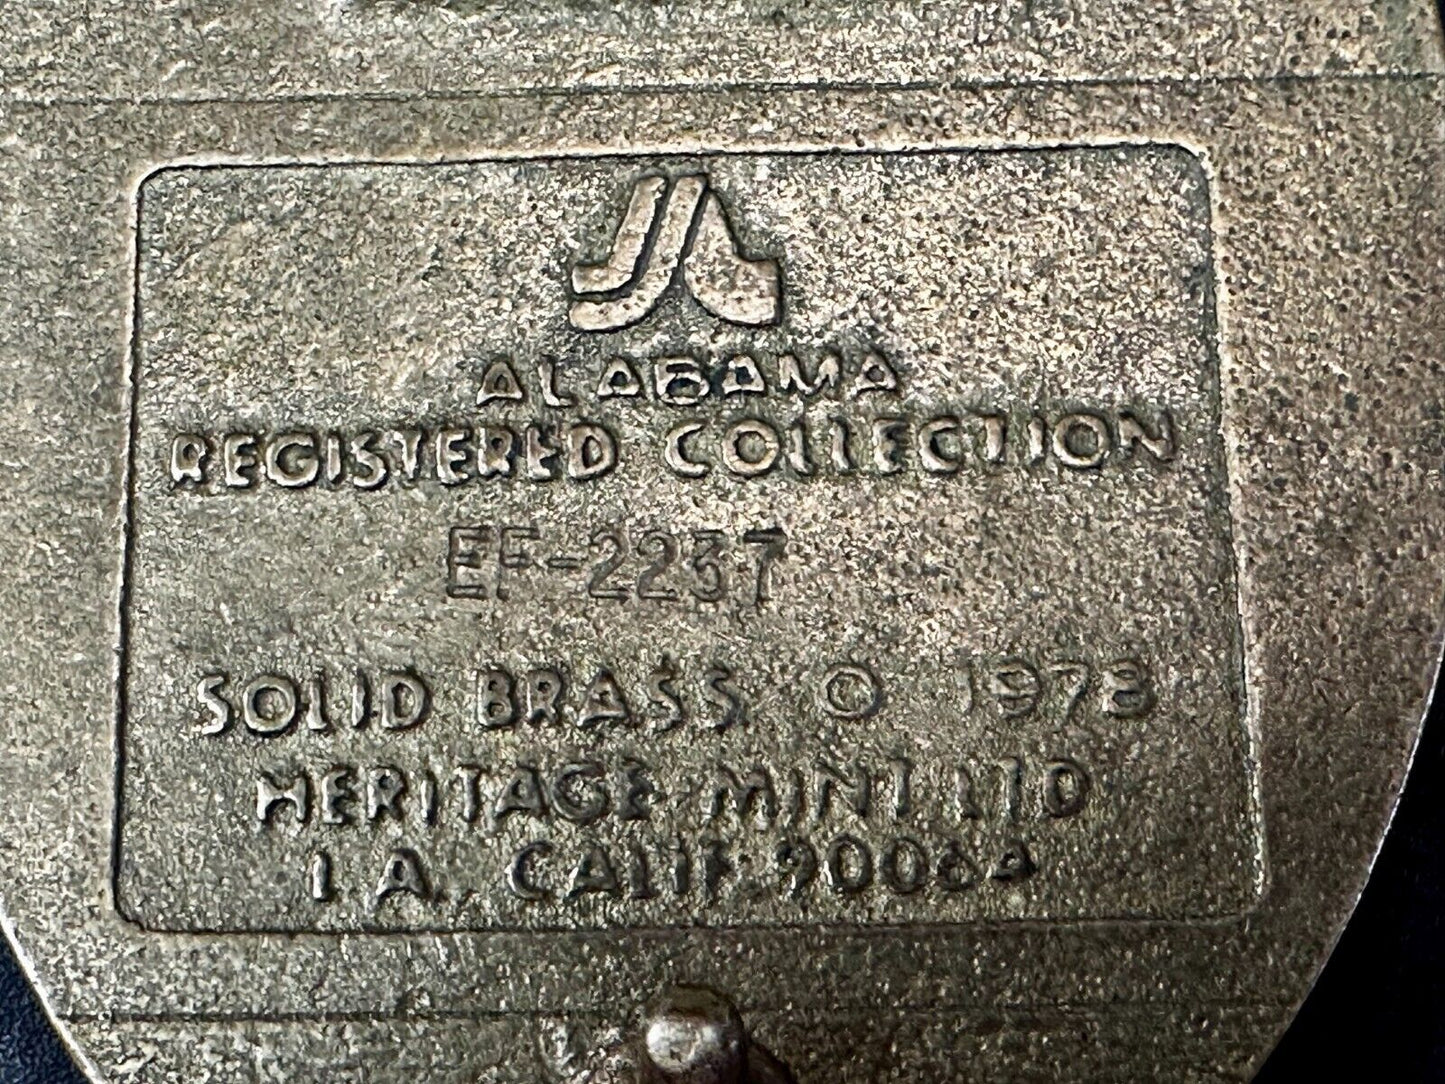 ALABAMA
REGISTERED COLLECTION
EF-2237
SOLID BRASS © 1978
HERITAGE MINT LTD
L.A. CALIF. 90064